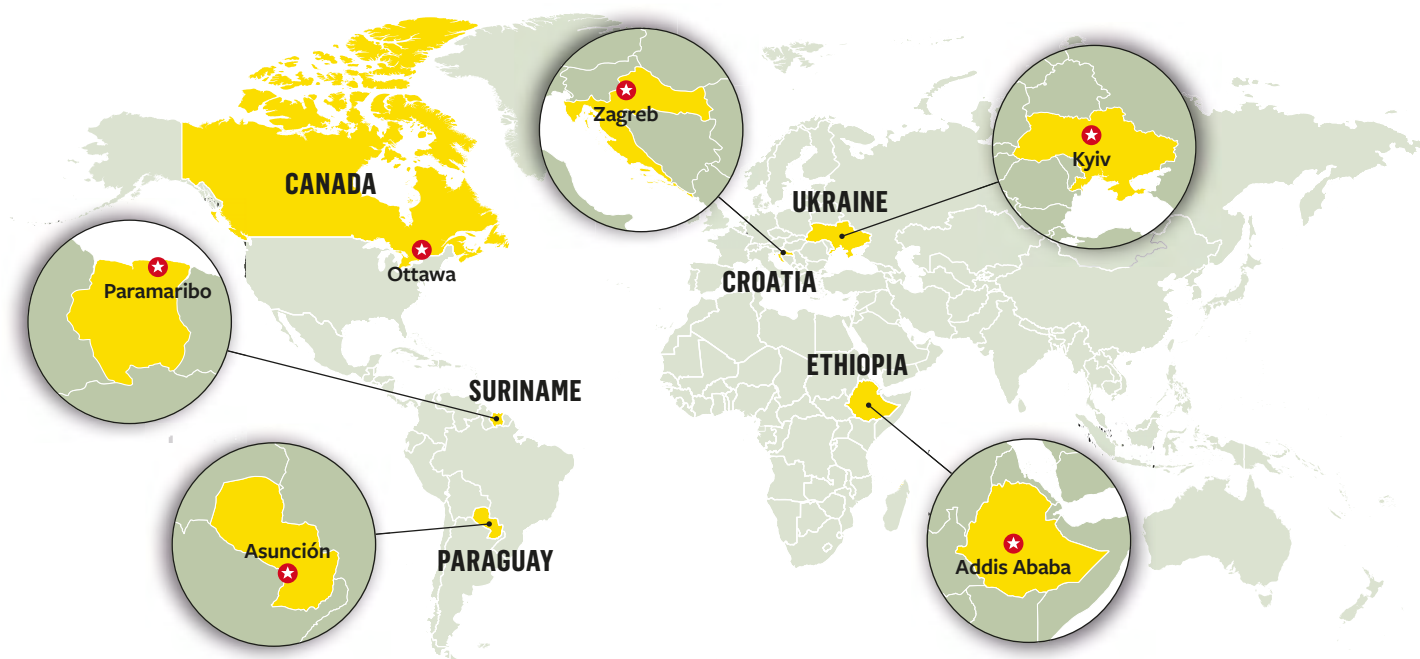 Zagreb
Kyiv
CANADA
UKRAINE
Ottawa
Paramaribo
CROATIA
ETHIOPIA
SURINAME
Asunción
PARAGUAY
Addis Ababa